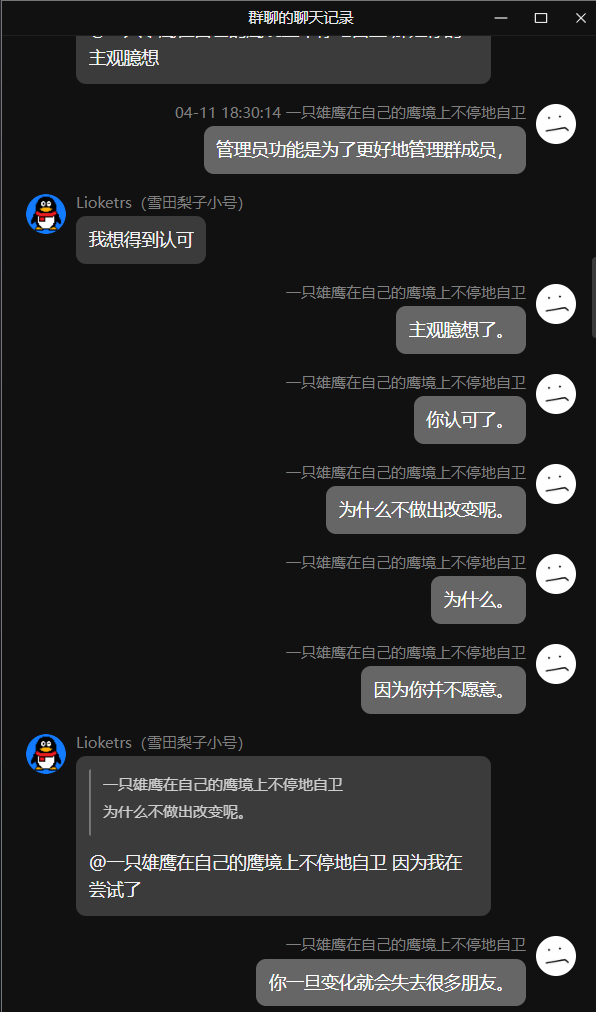 群聊的聊天记录
主观臆想
04-11 18:30:14 一只雄鹰在自己的鹰境上不停地自卫
管理员功能是为了更好地管理群成员，
Lioketrs（雪田梨子小号）
我想得到认可
一只雄鹰在自己的鹰境上不停地自卫
主观臆想了。
一只雄鹰在自己的鹰境上不停地自卫
你认可了。
一只雄鹰在自己的鹰境上不停地自卫
为什么不做出改变呢。
一只雄鹰在自己的鹰境上不停地自卫
为什么。
一只雄鹰在自己的鹰境上不停地自卫
因为你并不愿意。
Lioketrs（雪田梨子小号）
一只雄鹰在自己的鹰境上不停地自卫
为什么不做出改变呢。
@一只雄鹰在自己的鹰境上不停地自卫 因为我在
尝试了
一只雄鹰在自己的鹰境上不停地自卫
你一旦变化就会失去很多朋友。